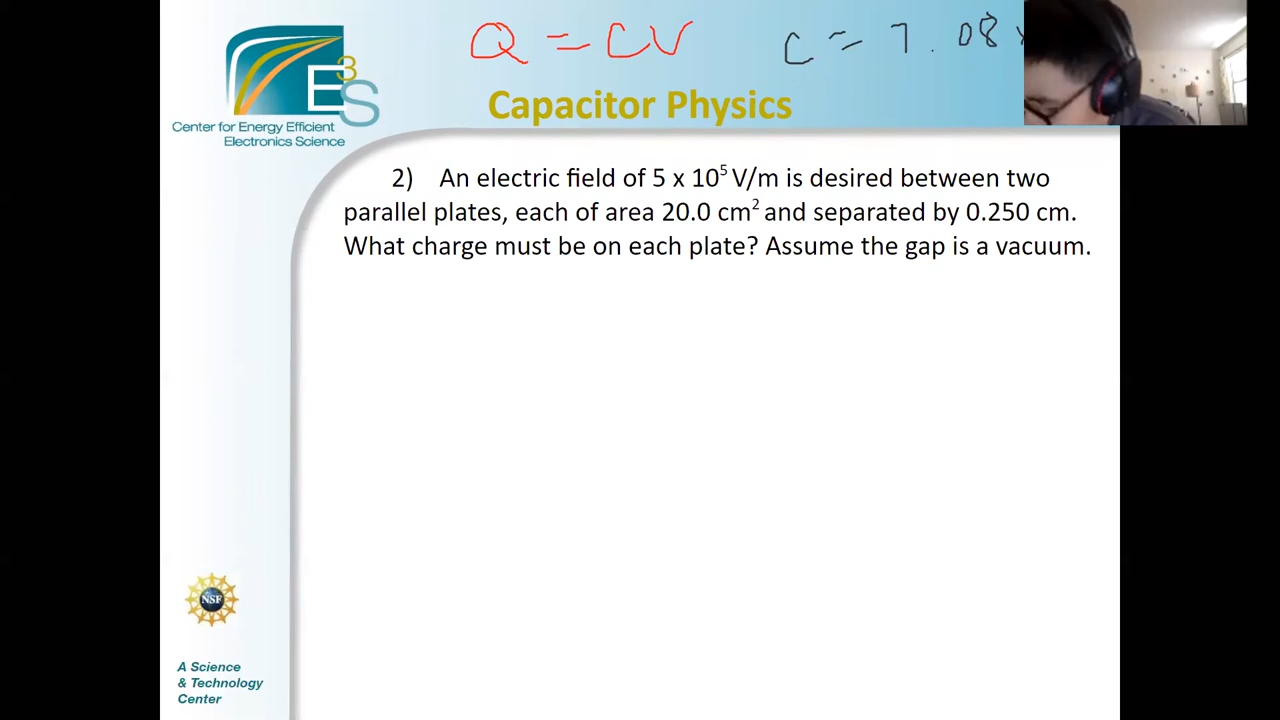 Q = CV C = 7.08
E³S
Center for Energy Efficient
Electronics Science
Capacitor Physics
2) An electric field of 5 x 10⁵ V/m is desired between two
parallel plates, each of area 20.0 cm² and separated by 0.250 cm.
What charge must be on each plate? Assume the gap is a vacuum.
NSF
A Science
& Technology
Center